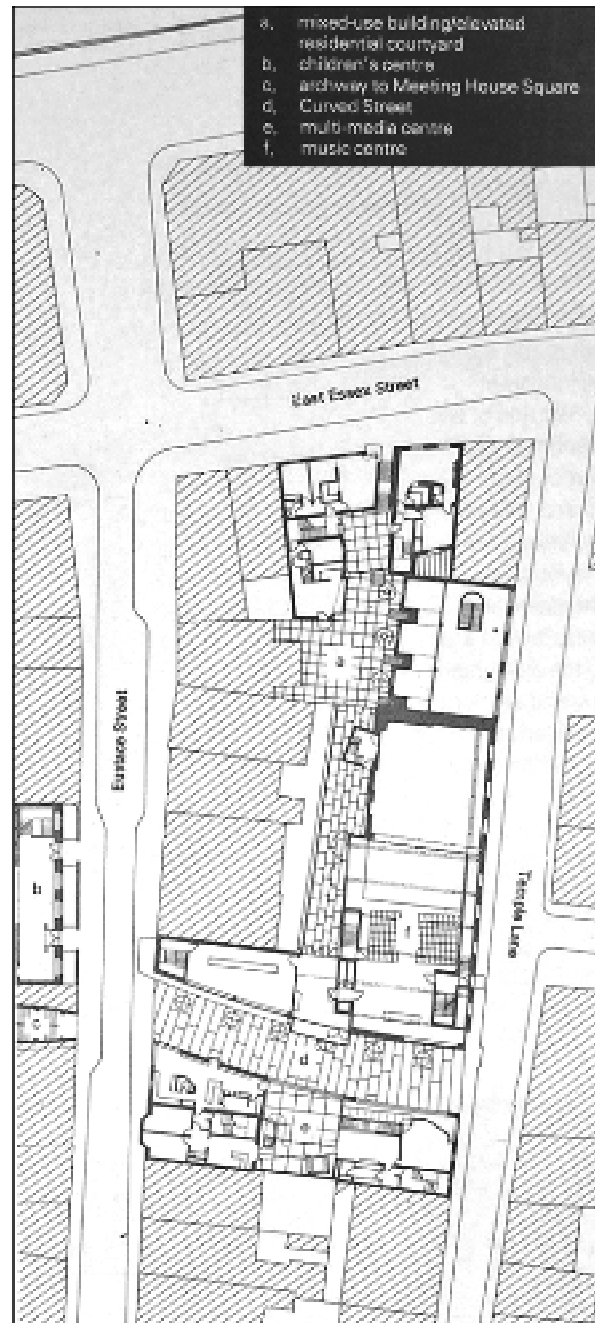 a, mixed-use building/elevated
residential courtyard
b, children's centre
c, archway to Meeting House Square
d, Curved Street
e, multi-media centre
f, music centre
East Essex Street
Eustace Street
Temple Lane
a
b
f
c
d
e